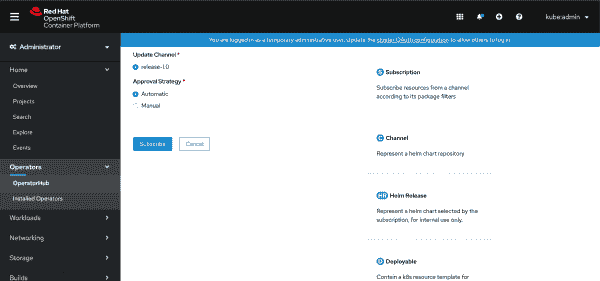 Red Hat
OpenShift
Container Platform
kube:admin
Administrator
You are logged in as a temporary administrative user. Update the cluster OAuth configuration to allow others to log in.
Home
Overview
Projects
Search
Explore
Events
Operators
OperatorHub
Installed Operators
Workloads
Networking
Storage
Builds
Update Channel *
release-1.0
Approval Strategy *
Automatic
Manual
Subscribe
Cancel
S Subscription
Subscribe resources from a channel
according to its package filters
C Channel
Represent a helm chart repository
HR Helm Release
Represent a helm chart selected by the
subscription, for internal use only.
D Deployable
Contain a k8s resource template for